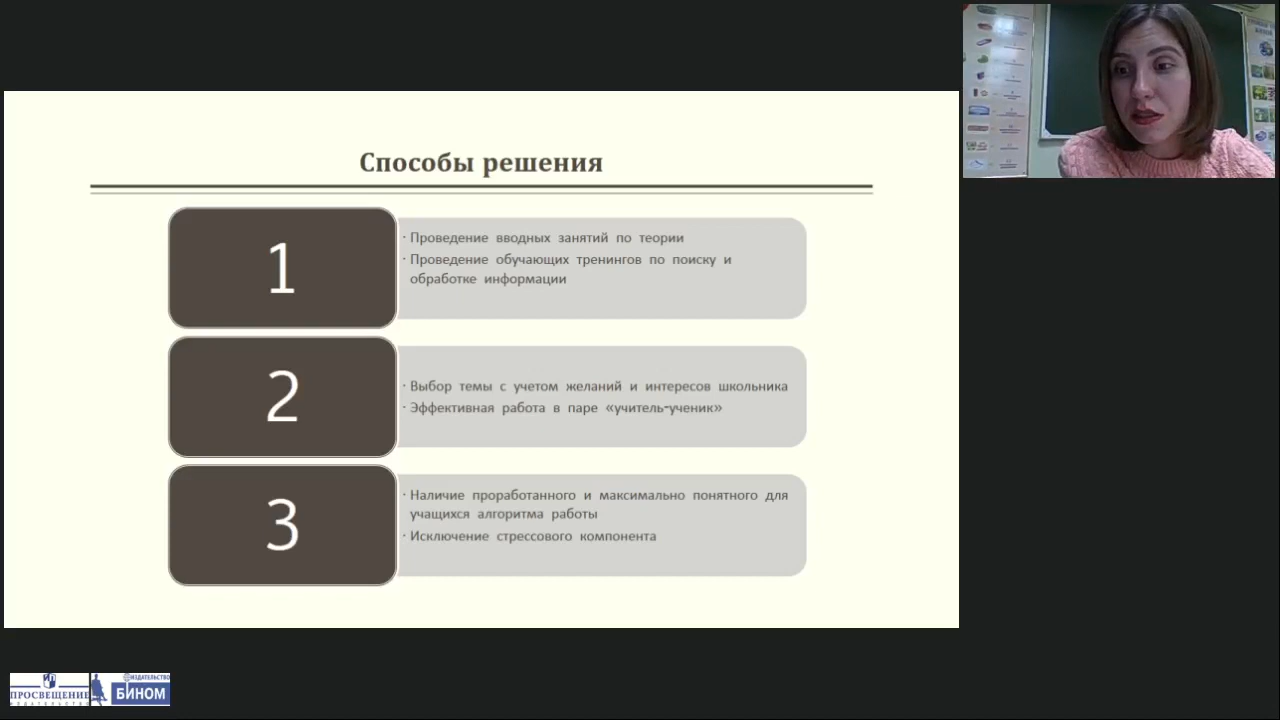 Способы решения
1
· Проведение вводных занятий по теории
· Проведение обучающих тренингов по поиску и
обработке информации
2
· Выбор темы с учетом желаний и интересов школьника
· Эффективная работа в паре «учитель-ученик»
3
· Наличие проработанного и максимально понятного для
учащихся алгоритма работы
· Исключение стрессового компонента
ПРОСВЕЩЕНИЕ
ИЗДАТЕЛЬСТВО
ИЗДАТЕЛЬСТВО
БИНОМ